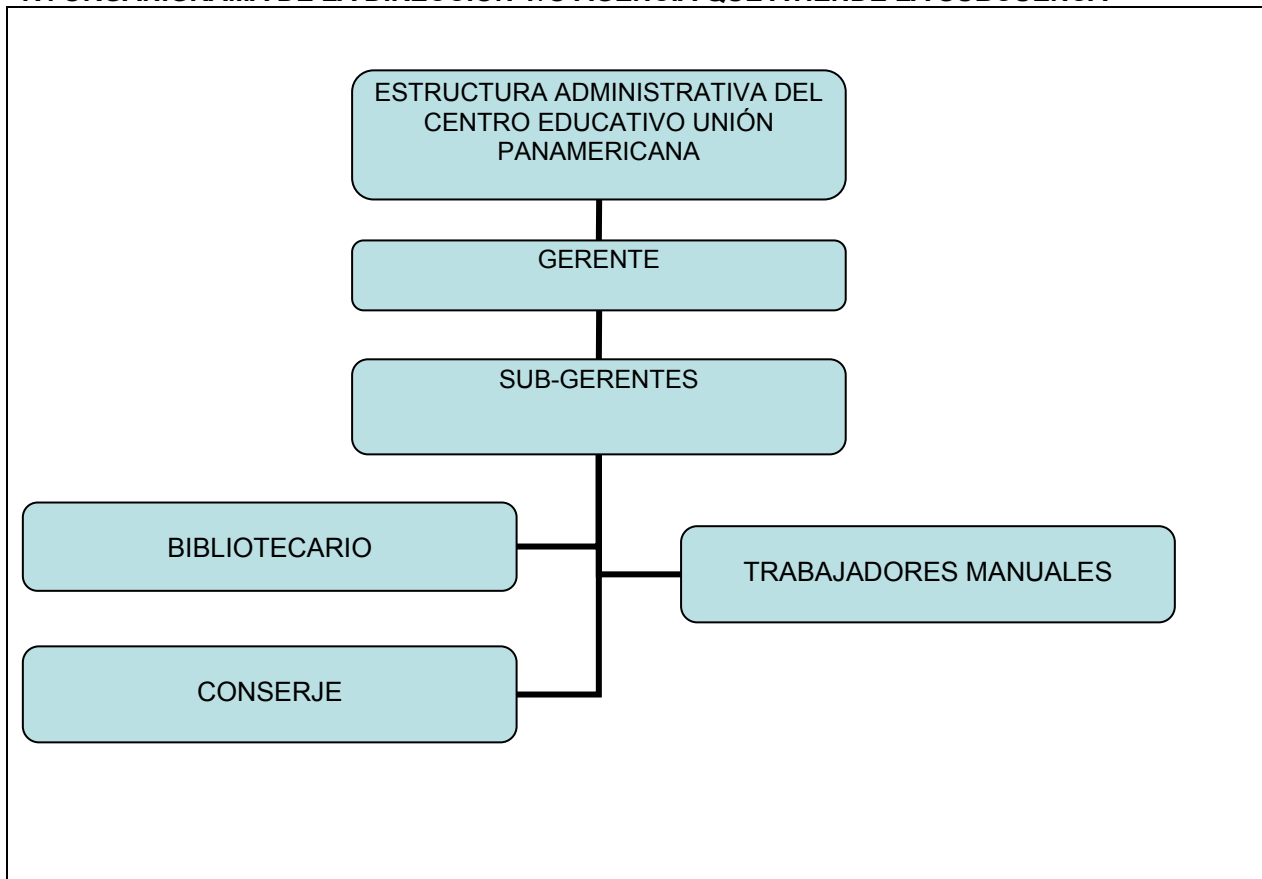 ESTRUCTURA ADMINISTRATIVA DEL
CENTRO EDUCATIVO UNIÓN
PANAMERICANA
GERENTE
SUB-GERENTES
BIBLIOTECARIO
TRABAJADORES MANUALES
CONSERJE